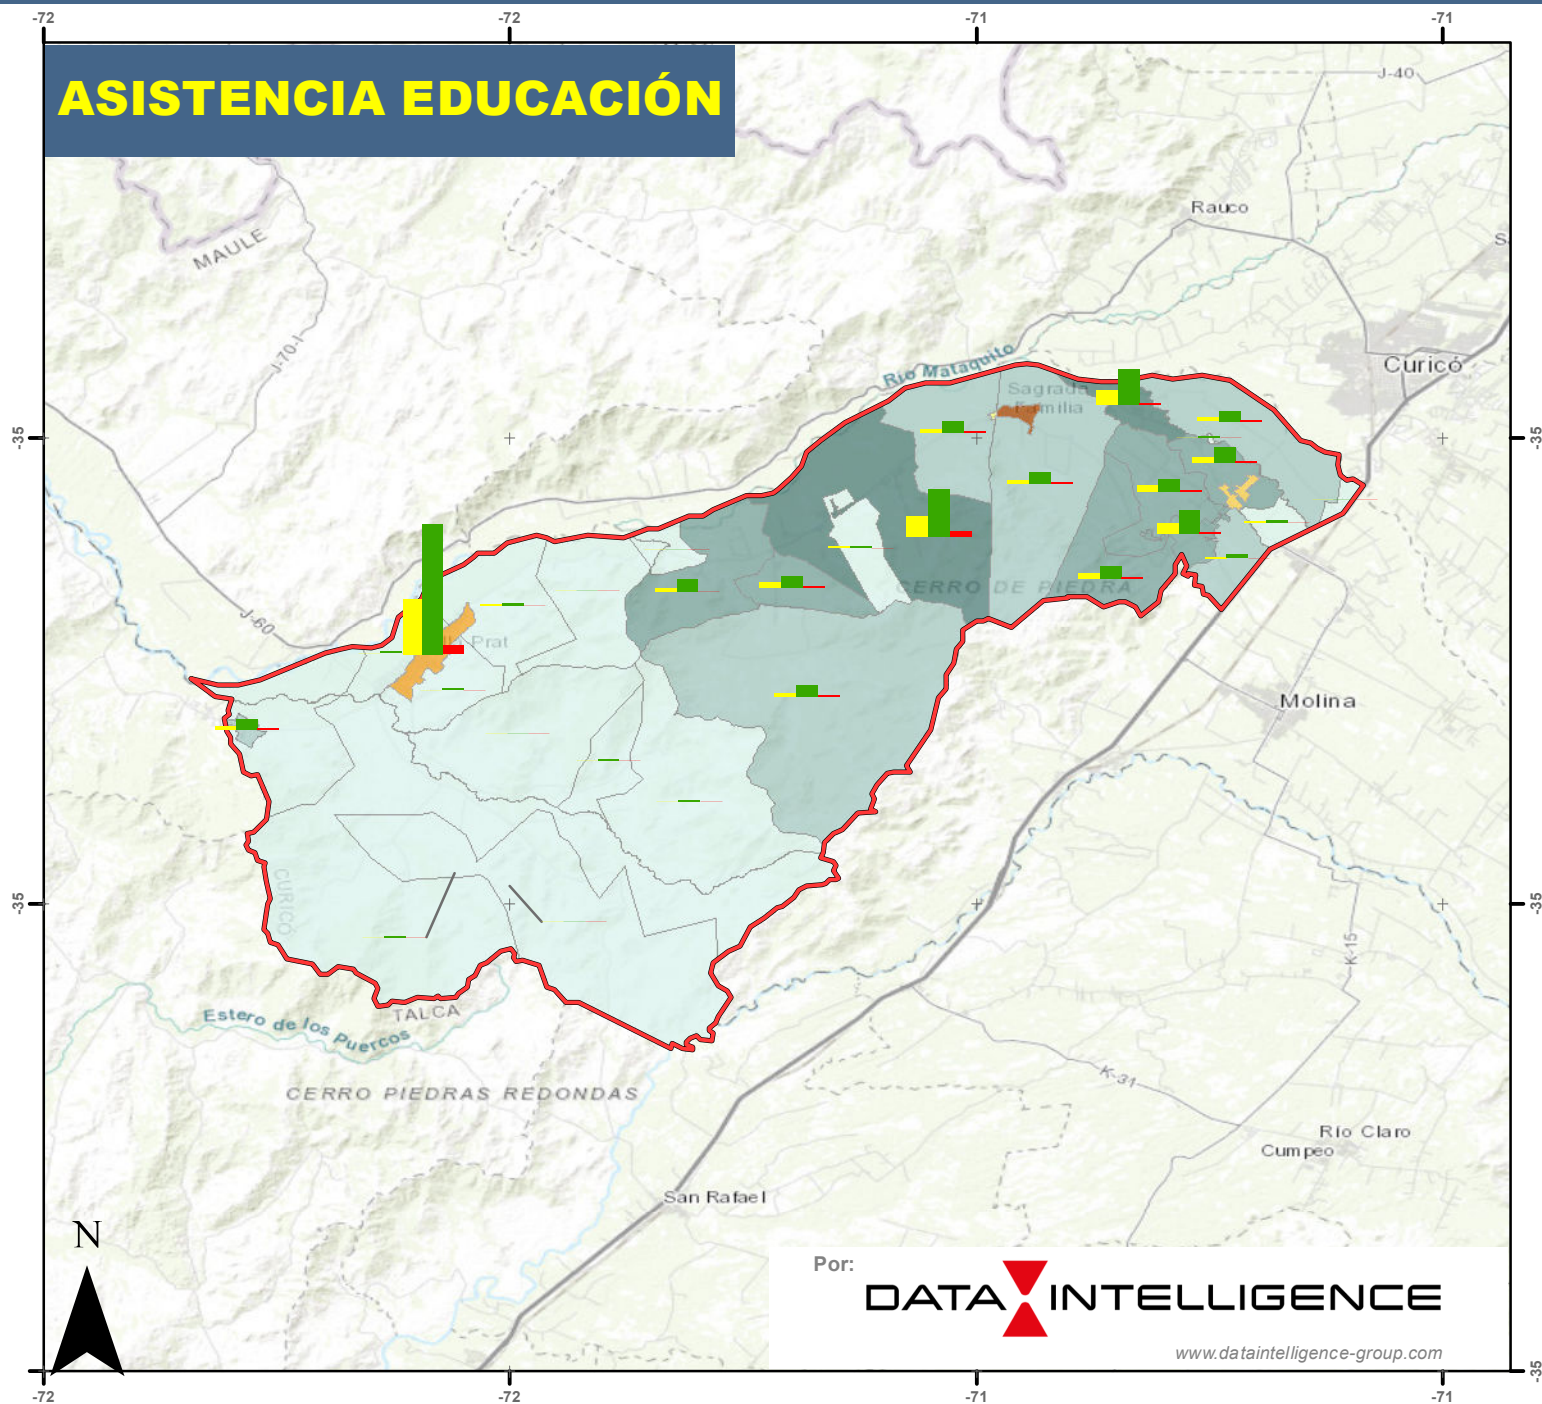 -72
-72
-71
-71
ASISTENCIA EDUCACIÓN
J-40
Rauco
MAULE
J-70-I
Río Mataquito
Curicó
Sagrada
Familia
-35
-35
CERRO DE PIEDRA
J-60
Prat
Molina
CURICÓ
-35
-35
K-15
TALCA
Estero de los Puercos
CERRO PIEDRAS REDONDAS
K-31
Río Claro
Cumpeo
San Rafael
N
Por:
DATA INTELLIGENCE
www.dataintelligence-group.com
-35
-72
-72
-71
-71